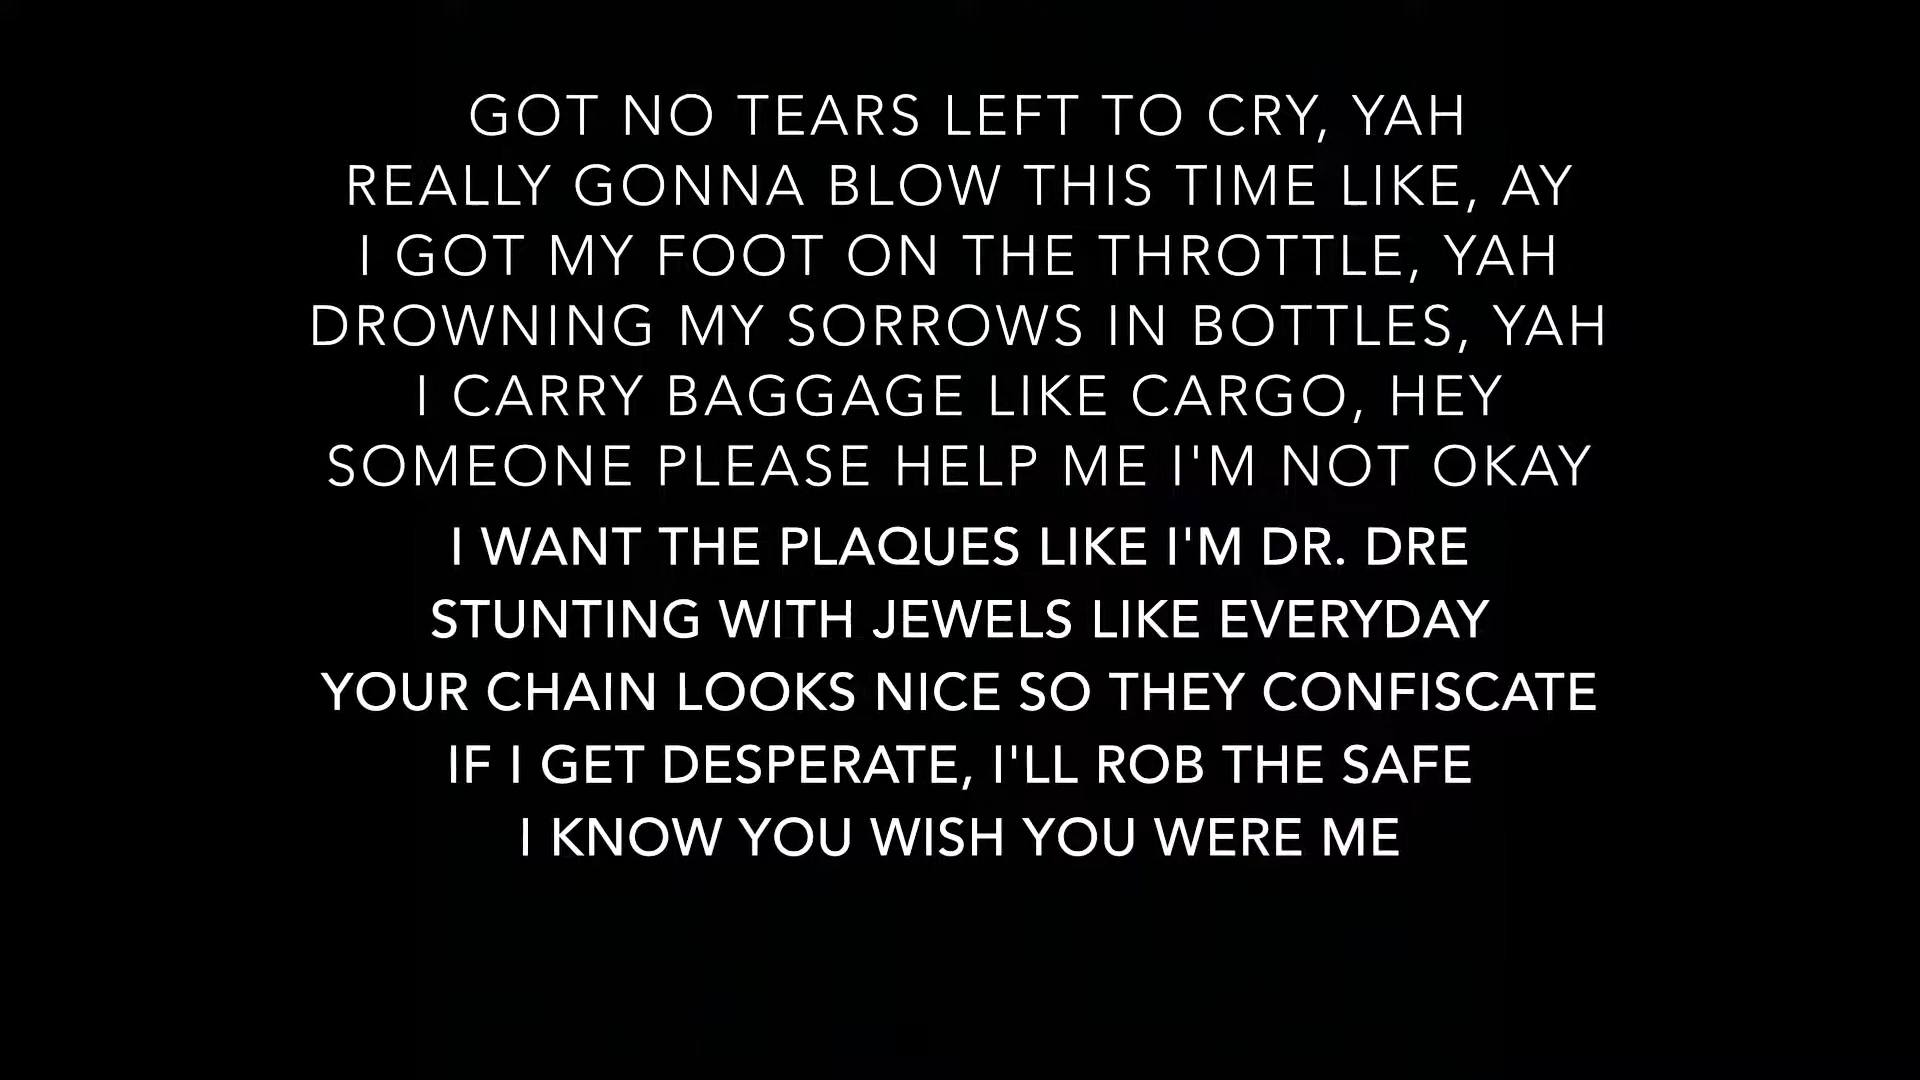 GOT NO TEARS LEFT TO CRY, YAH
REALLY GONNA BLOW THIS TIME LIKE, AY
I GOT MY FOOT ON THE THROTTLE, YAH
DROWNING MY SORROWS IN BOTTLES, YAH
I CARRY BAGGAGE LIKE CARGO, HEY
SOMEONE PLEASE HELP ME I'M NOT OKAY
I WANT THE PLAQUES LIKE I'M DR. DRE
STUNTING WITH JEWELS LIKE EVERYDAY
YOUR CHAIN LOOKS NICE SO THEY CONFISCATE
IF I GET DESPERATE, I'LL ROB THE SAFE
I KNOW YOU WISH YOU WERE ME